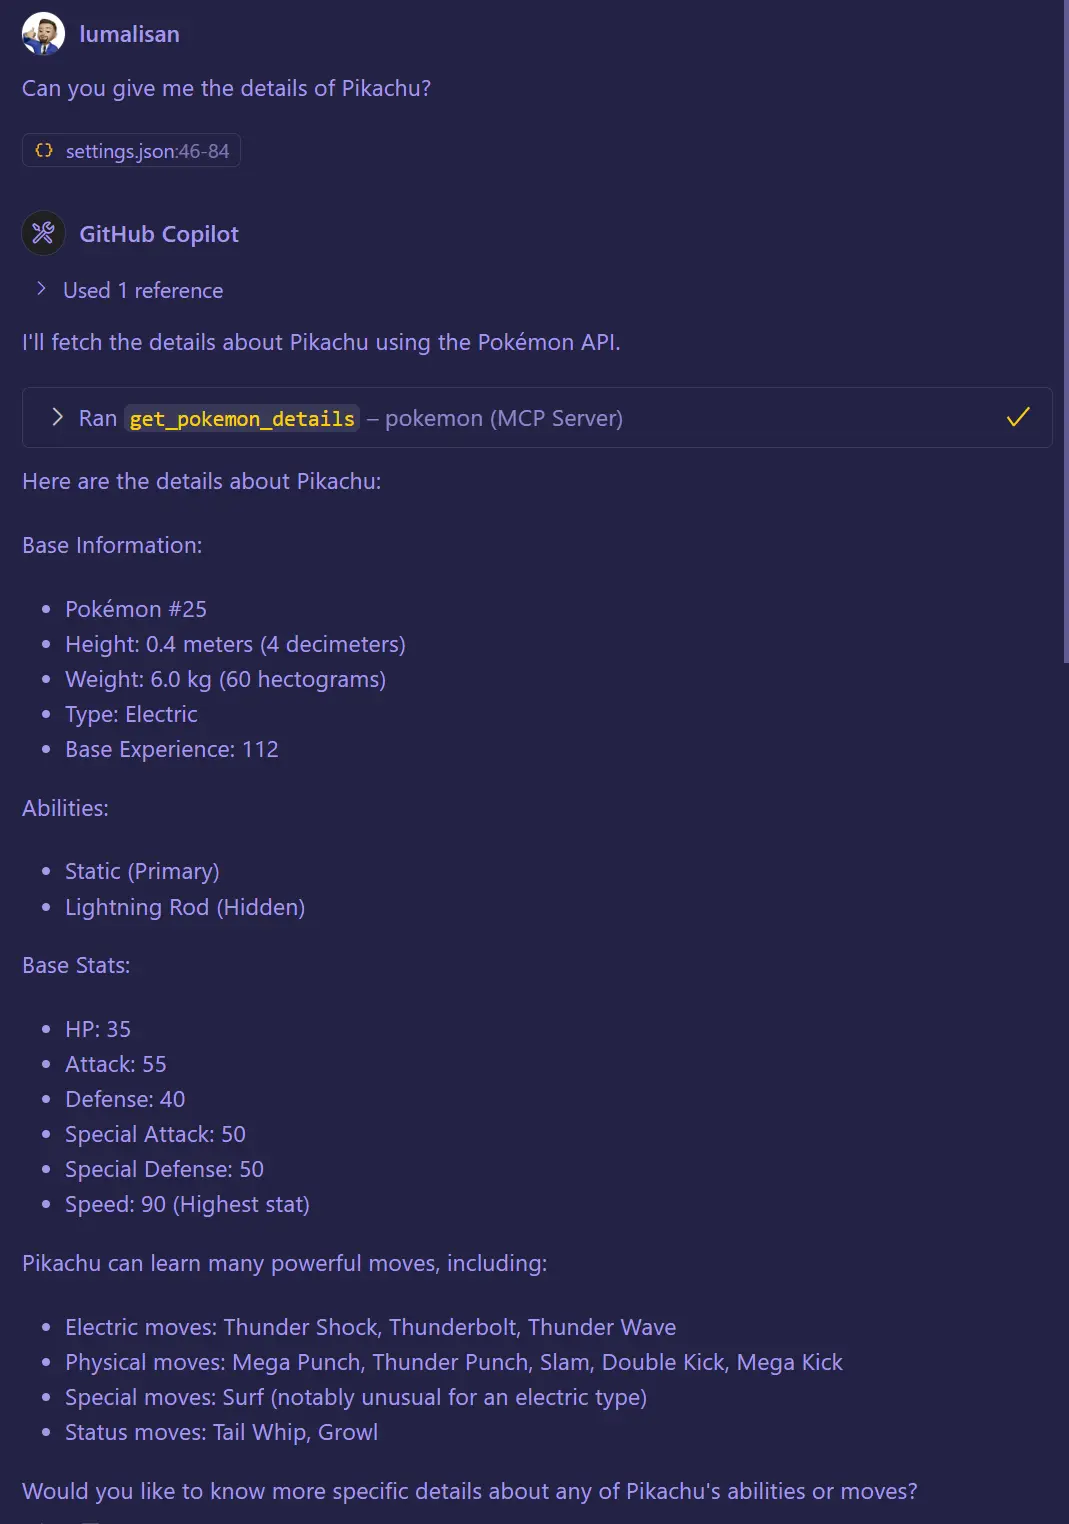 lumalisan
Can you give me the details of Pikachu?
{} settings.json:46-84
GitHub Copilot
Used 1 reference
I'll fetch the details about Pikachu using the Pokémon API.
Ran get_pokemon_details – pokemon (MCP Server)
Here are the details about Pikachu:
Base Information:
• Pokémon #25
• Height: 0.4 meters (4 decimeters)
• Weight: 6.0 kg (60 hectograms)
• Type: Electric
• Base Experience: 112
Abilities:
• Static (Primary)
• Lightning Rod (Hidden)
Base Stats:
• HP: 35
• Attack: 55
• Defense: 40
• Special Attack: 50
• Special Defense: 50
• Speed: 90 (Highest stat)
Pikachu can learn many powerful moves, including:
• Electric moves: Thunder Shock, Thunderbolt, Thunder Wave
• Physical moves: Mega Punch, Thunder Punch, Slam, Double Kick, Mega Kick
• Special moves: Surf (notably unusual for an electric type)
• Status moves: Tail Whip, Growl
Would you like to know more specific details about any of Pikachu's abilities or moves?